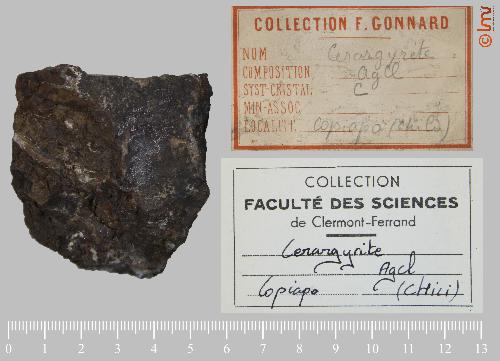 COLLECTION F. GONNARD
NOM Cerargyrite
COMPOSITION AgCl
SYST-CRISTAL. C
MIN-ASSOC
LOCALITÉ Copiapo (Chili)
lmv
COLLECTION
FACULTÉ DES SCIENCES
de Clermont-Ferrand
Cerargyrite
AgCl
Copiapo (CHili)
0 1 2 3 4 5 6 7 8 9 10 11 12 13